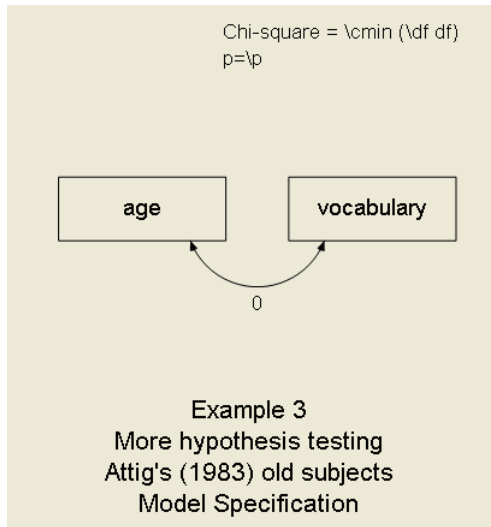 Chi-square = \cmin (\df df)
p=\p
age
vocabulary
0
Example 3
More hypothesis testing
Attig's (1983) old subjects
Model Specification